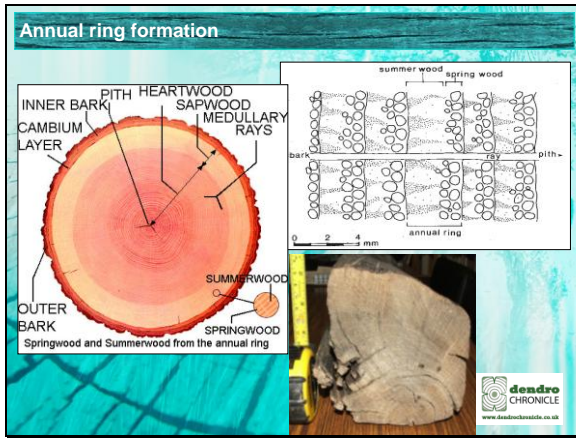 Annual ring formation
PITH
HEARTWOOD
INNER BARK
SAPWOOD
MEDULLARY
RAYS
CAMBIUM
LAYER
OUTER
BARK
SUMMERWOOD
SPRINGWOOD
Springwood and Summerwood from the annual ring
summer wood
spring wood
bark
ray
pith
annual ring
0 2 4
mm
dendro
CHRONICLE
www.dendrochronicle.co.uk